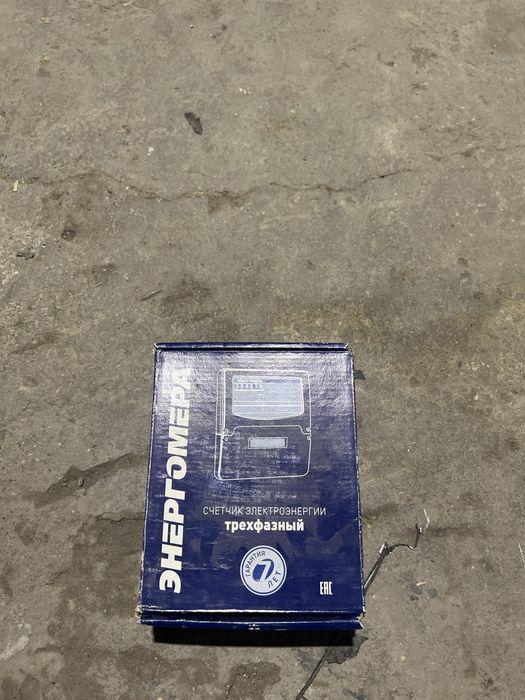 ЭНЕРГОМЕРА
СЧЕТЧИК ЭЛЕКТРОЭНЕРГИИ
трехфазный
ГАРАНТИЯ
7
ЛЕТ
ЕАС